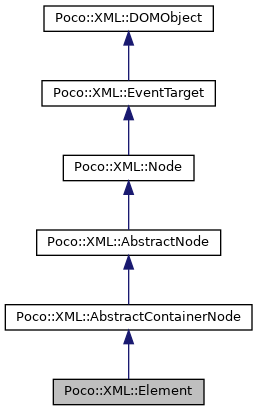 Poco::XML::DOMObject
Poco::XML::EventTarget
Poco::XML::Node
Poco::XML::AbstractNode
Poco::XML::AbstractContainerNode
Poco::XML::Element